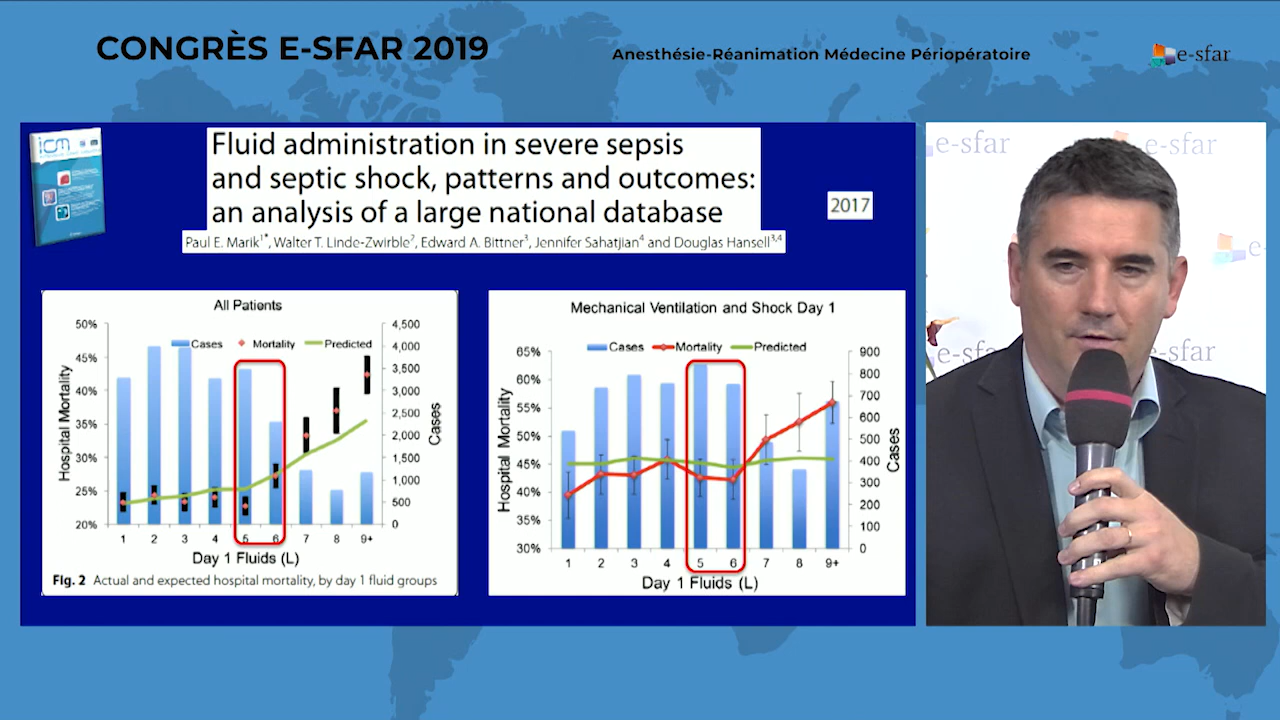 CONGRÈS E-SFAR 2019
Anesthésie-Réanimation Médecine Périopératoire
e-sfar
icm
Fluid administration in severe sepsis
and septic shock, patterns and outcomes:
an analysis of a large national database
2017
Paul E. Marik1*, Walter T. Linde-Zwirble2, Edward A. Bittner3, Jennifer Sahatjian4 and Douglas Hansell3,4
All Patients
Cases Mortality Predicted
50%
45%
40%
35%
30%
25%
20%
Hospital Mortality
4,500
4,000
3,500
3,000
2,500
2,000
1,500
1,000
500
0
Cases
1 2 3 4 5 6 7 8 9+
Day 1 Fluids (L)
Fig. 2 Actual and expected hospital mortality, by day 1 fluid groups
Mechanical Ventilation and Shock Day 1
Cases Mortality Predicted
65%
60%
55%
50%
45%
40%
35%
30%
Hospital Mortality
900
800
700
600
500
400
300
200
100
0
Cases
1 2 3 4 5 6 7 8 9+
Day 1 Fluids (L)
e-sfar
e-sfar
e-sfar
e-sfar